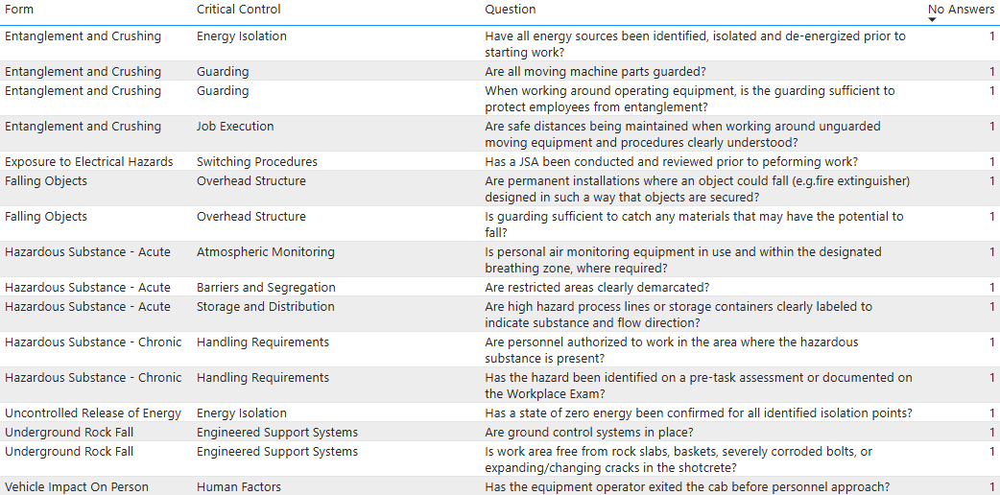 Form Critical Control Question No Answers
Entanglement and Crushing Energy Isolation Have all energy sources been identified, isolated and de-energized prior to 1
starting work?
Entanglement and Crushing Guarding Are all moving machine parts guarded? 1
Entanglement and Crushing Guarding When working around operating equipment, is the guarding sufficient to 1
protect employees from entanglement?
Entanglement and Crushing Job Execution Are safe distances being maintained when working around unguarded 1
moving equipment and procedures clearly understood?
Exposure to Electrical Hazards Switching Procedures Has a JSA been conducted and reviewed prior to peforming work? 1
Falling Objects Overhead Structure Are permanent installations where an object could fall (e.g.fire extinguisher) 1
designed in such a way that objects are secured?
Falling Objects Overhead Structure Is guarding sufficient to catch any materials that may have the potential to 1
fall?
Hazardous Substance - Acute Atmospheric Monitoring Is personal air monitoring equipment in use and within the designated 1
breathing zone, where required?
Hazardous Substance - Acute Barriers and Segregation Are restricted areas clearly demarcated? 1
Hazardous Substance - Acute Storage and Distribution Are high hazard process lines or storage containers clearly labeled to 1
indicate substance and flow direction?
Hazardous Substance - Chronic Handling Requirements Are personnel authorized to work in the area where the hazardous 1
substance is present?
Hazardous Substance - Chronic Handling Requirements Has the hazard been identified on a pre-task assessment or documented on 1
the Workplace Exam?
Uncontrolled Release of Energy Energy Isolation Has a state of zero energy been confirmed for all identified isolation points? 1
Underground Rock Fall Engineered Support Systems Are ground control systems in place? 1
Underground Rock Fall Engineered Support Systems Is work area free from rock slabs, baskets, severely corroded bolts, or 1
expanding/changing cracks in the shotcrete?
Vehicle Impact On Person Human Factors Has the equipment operator exited the cab before personnel approach? 1